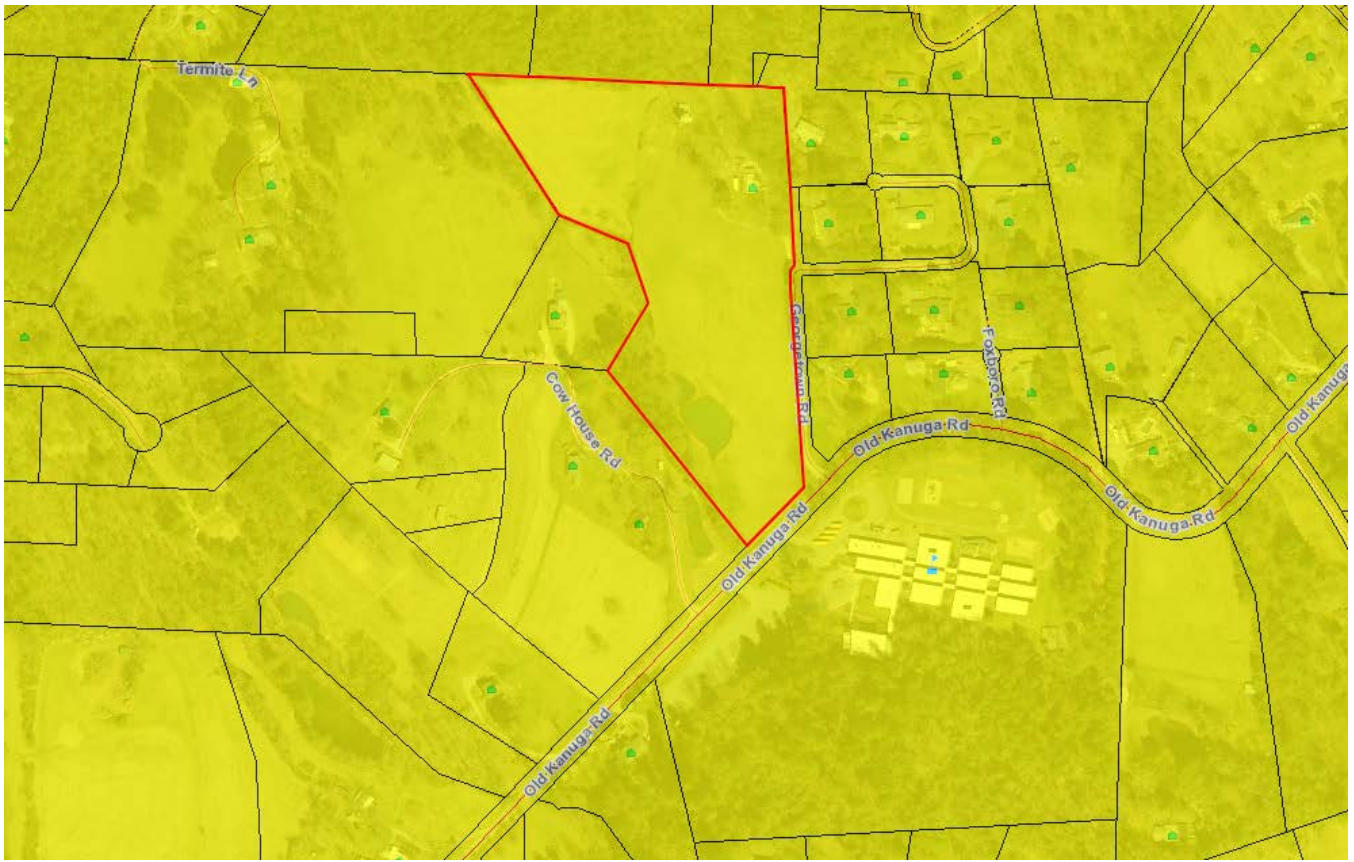 Termite Ln
Georgetown Rd
Foxboro Rd
Cow House Rd
Old Kanuga Rd
Old Kanuga
Old Kanuga Rd
Old Kanuga Rd
Old Kanuga Rd